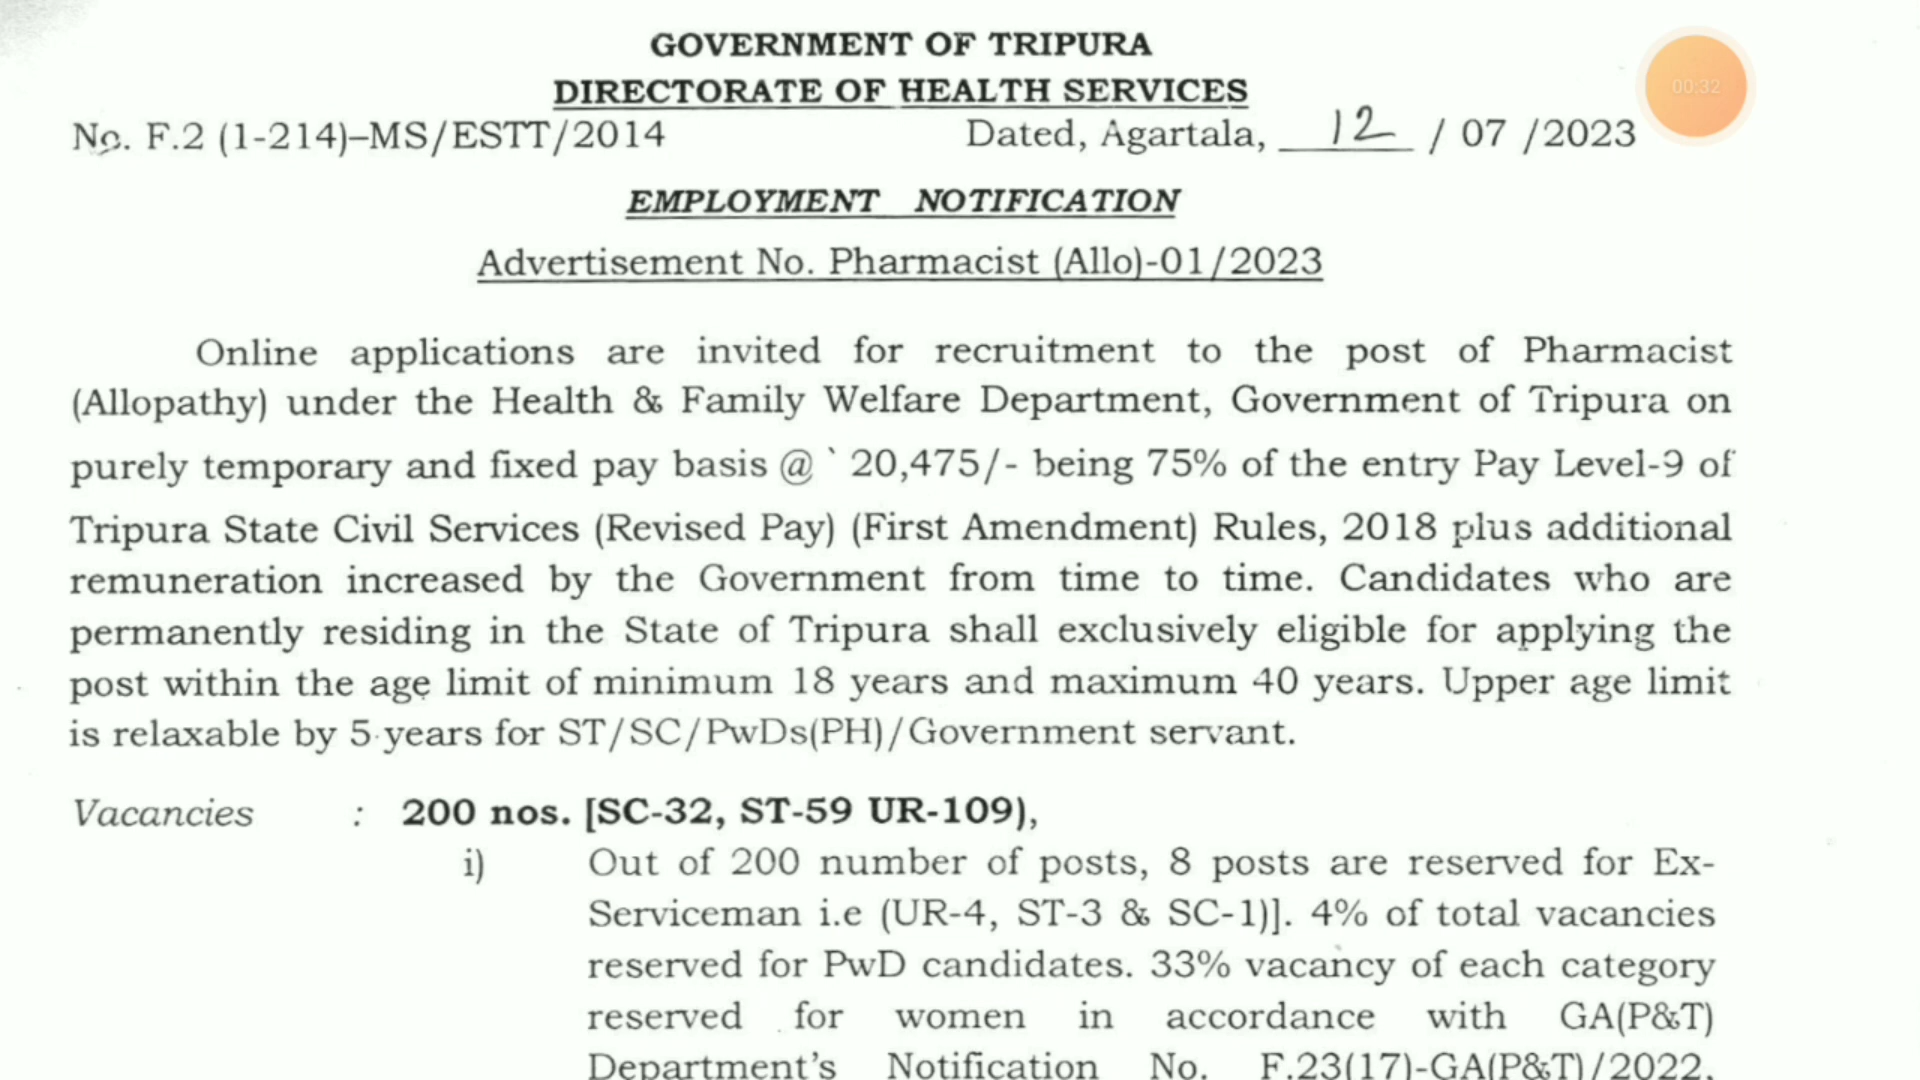 GOVERNMENT OF TRIPURA
DIRECTORATE OF HEALTH SERVICES
00:32
No. F.2 (1-214)–MS/ESTT/2014 Dated, Agartala, 12 / 07 /2023
EMPLOYMENT NOTIFICATION
Advertisement No. Pharmacist (Allo)-01/2023
Online applications are invited for recruitment to the post of Pharmacist
(Allopathy) under the Health & Family Welfare Department, Government of Tripura on
purely temporary and fixed pay basis @ ` 20,475/- being 75% of the entry Pay Level-9 of
Tripura State Civil Services (Revised Pay) (First Amendment) Rules, 2018 plus additional
remuneration increased by the Government from time to time. Candidates who are
permanently residing in the State of Tripura shall exclusively eligible for applying the
post within the age limit of minimum 18 years and maximum 40 years. Upper age limit
is relaxable by 5 years for ST/SC/PwDs(PH)/Government servant.
Vacancies : 200 nos. [SC-32, ST-59 UR-109),
i) Out of 200 number of posts, 8 posts are reserved for Ex-
Serviceman i.e (UR-4, ST-3 & SC-1)]. 4% of total vacancies
reserved for PwD candidates. 33% vacancy of each category
reserved for women in accordance with GA(P&T)
Department's Notification No. F.23(17)-GA(P&T)/2022,